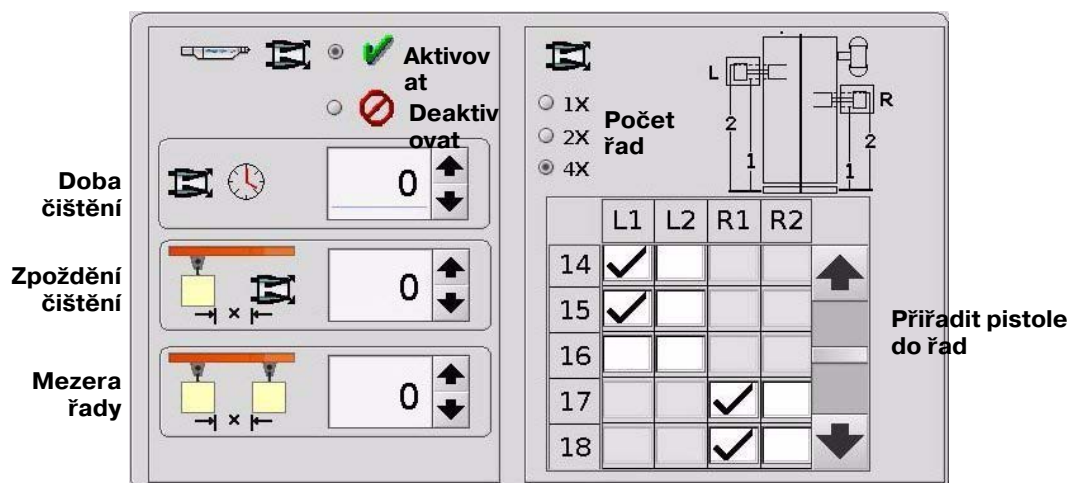 Aktivov
at
Deaktiv
ovat
Doba
čištění
0
Zpoždění
čištění
x
0
Mezera
řady
x
0
L
R
2
1
1
2
1X
2X
4X
Počet
řad
L1 L2 R1 R2
14
15
16
17
18
Přiřadit pistole
do řad